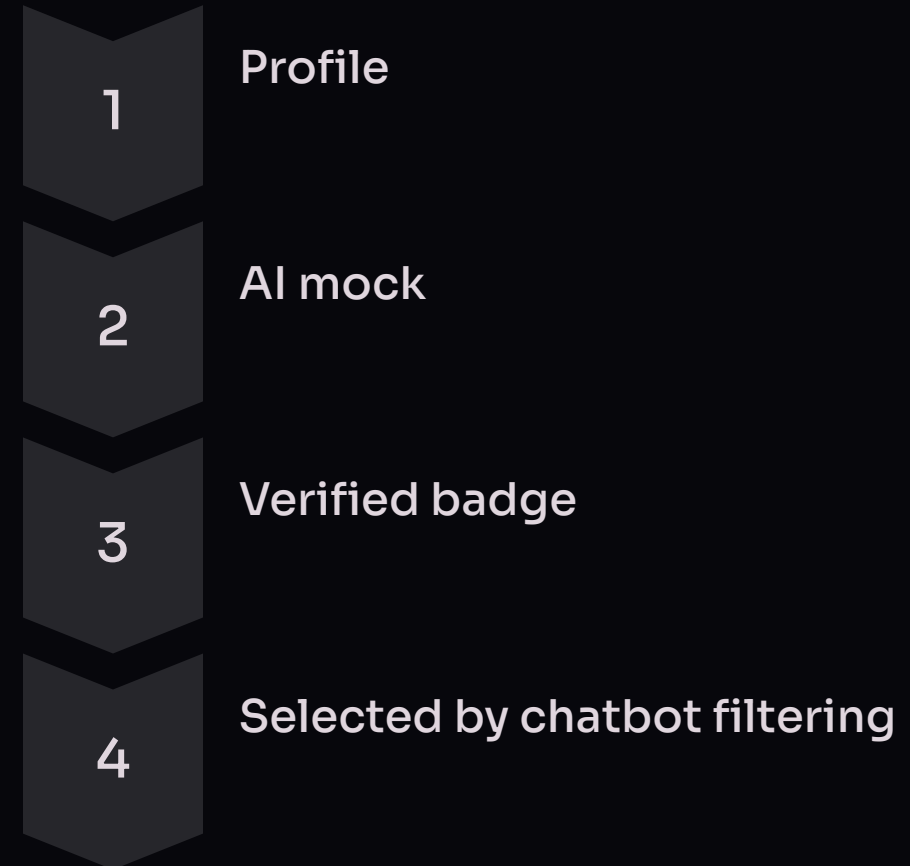 1
Profile
2
AI mock
3
Verified badge
4
Selected by chatbot filtering